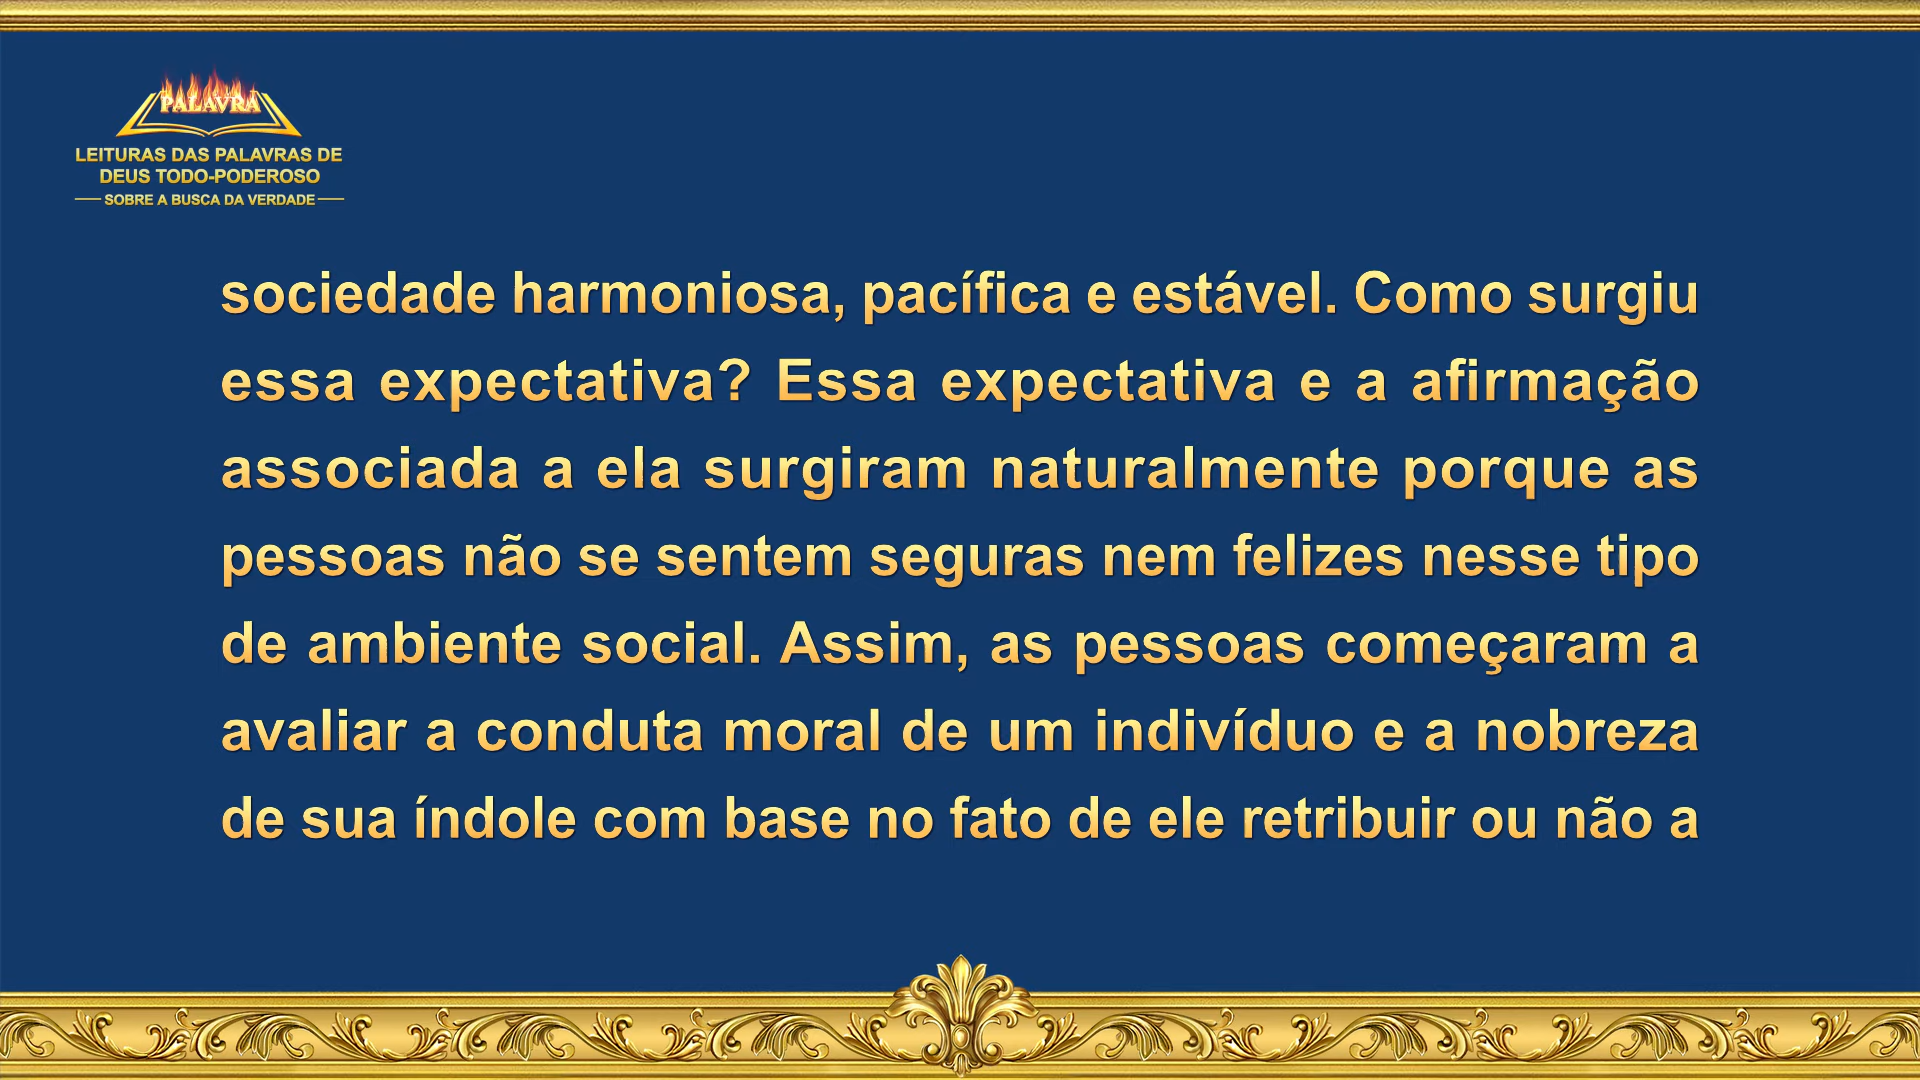 PALAVRA
LEITURAS DAS PALAVRAS DE
DEUS TODO-PODEROSO
SOBRE A BUSCA DA VERDADE
sociedade harmoniosa, pacífica e estável. Como surgiu
essa expectativa? Essa expectativa e a afirmação
associada a ela surgiram naturalmente porque as
pessoas não se sentem seguras nem felizes nesse tipo
de ambiente social. Assim, as pessoas começaram a
avaliar a conduta moral de um indivíduo e a nobreza
de sua índole com base no fato de ele retribuir ou não a